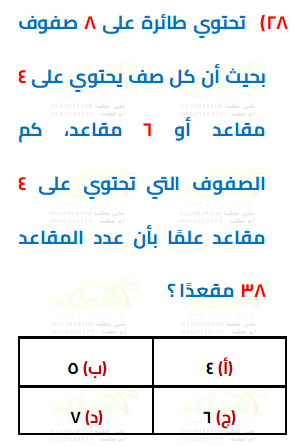 ٢٨) تحتوي طائرة على ٨ صفوف
بحيث أن كل صف يحتوي على ٤
مقاعد أو ٦ مقاعد، كم
الصفوف التي تحتوي على ٤
مقاعد علمًا بأن عدد المقاعد
٣٨ مقعدًا؟
(أ) ٤ (ب) ٥
(ج) ٦ (د) ٧